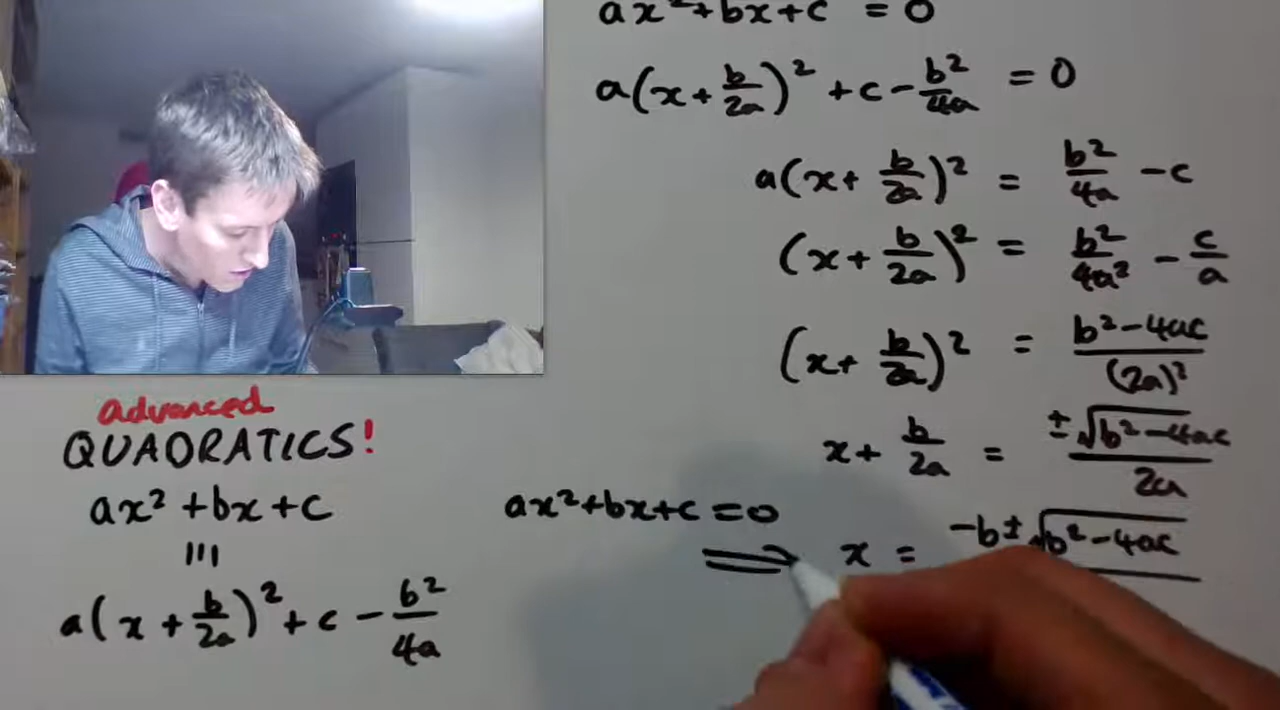 ax² + bx + c = 0
a(x + b/2a)² + c - b²/4a = 0
a(x + b/2a)² = b²/4a - c
(x + b/2a)² = b²/4a² - c/a
(x + b/2a)² = b² - 4ac/(2a)²
x + b/2a = ±√b² - 4ac/2a
advanced
QUADRATICS!
ax² + bx + c
≡
a(x + b/2a)² + c - b²/4a
ax² + bx + c = 0
⟹ x = -b ± √b² - 4ac